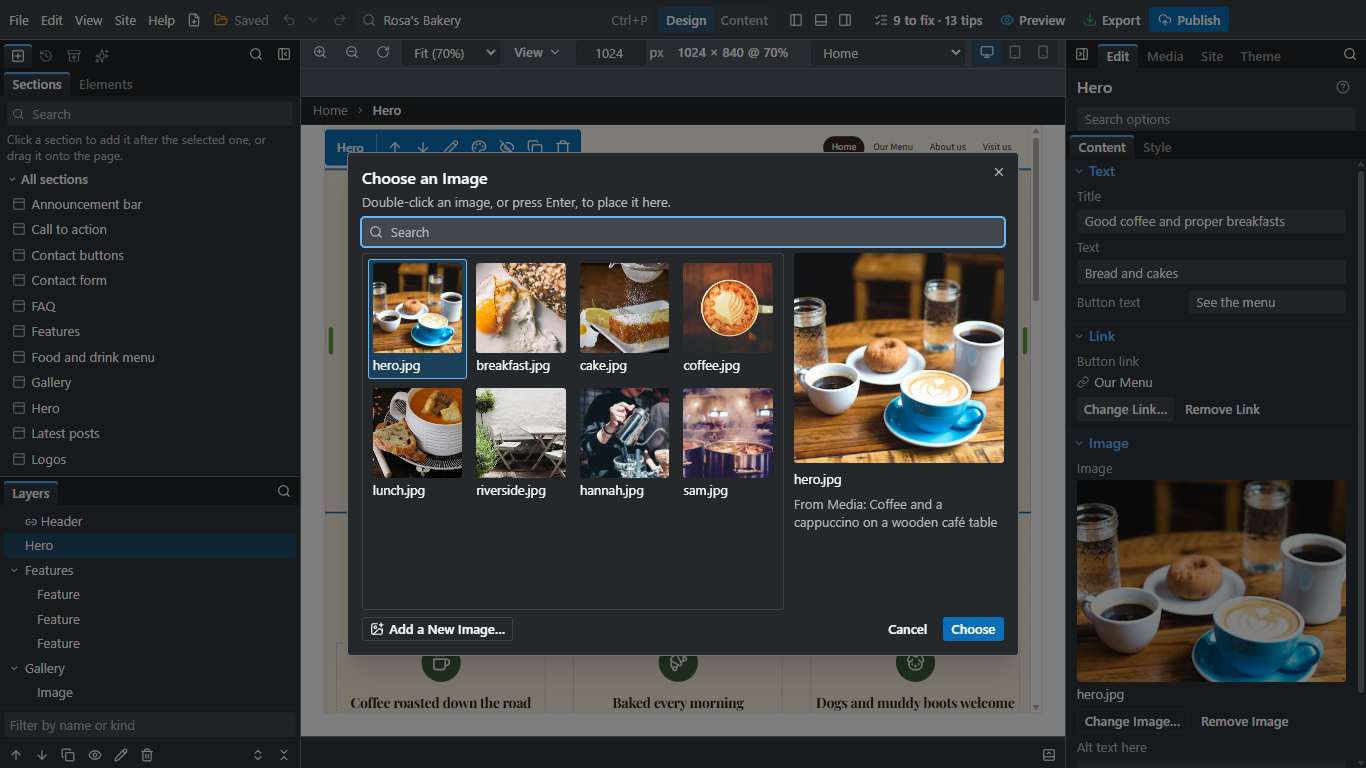 File Edit View Site Help Saved Rosa's Bakery Ctrl+P Design Content 9 to fix · 13 tips Preview Export Publish
Fit (70%) View 1024 px 1024 × 840 @ 70% Home
Edit Media Site Theme
Sections Elements
Search
Click a section to add it after the selected one, or
drag it onto the page.
All sections
Announcement bar
Call to action
Contact buttons
Contact form
FAQ
Features
Food and drink menu
Gallery
Hero
Latest posts
Logos
Layers
Header
Hero
Features
Feature
Feature
Feature
Gallery
Image
Filter by name or kind
Home › Hero
Hero
Home Our Menu About us Visit us
Choose an Image
Double-click an image, or press Enter, to place it here.
Search
hero.jpg breakfast.jpg cake.jpg coffee.jpg
lunch.jpg riverside.jpg hannah.jpg sam.jpg
hero.jpg
From Media: Coffee and a
cappuccino on a wooden café table
Add a New Image...
Cancel Choose
Coffee roasted down the road Baked every morning Dogs and muddy boots welcome
Hero
Search options
Content Style
Text
Title
Good coffee and proper breakfasts
Text
Bread and cakes
Button text See the menu
Link
Button link
Our Menu
Change Link... Remove Link
Image
Image
hero.jpg
Change Image... Remove Image
Alt text here